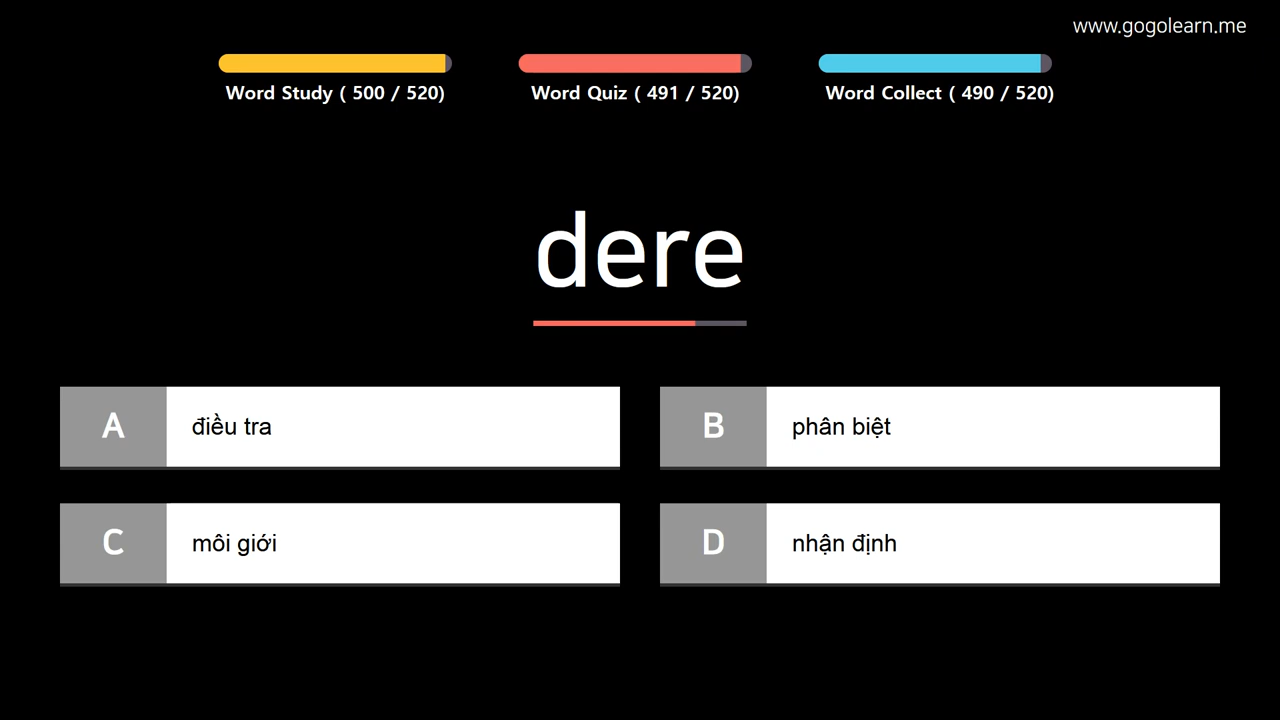 www.gogolearn.me
Word Study ( 500 / 520)
Word Quiz ( 491 / 520)
Word Collect ( 490 / 520)
dere
A
điều tra
B
phân biệt
C
môi giới
D
nhận định